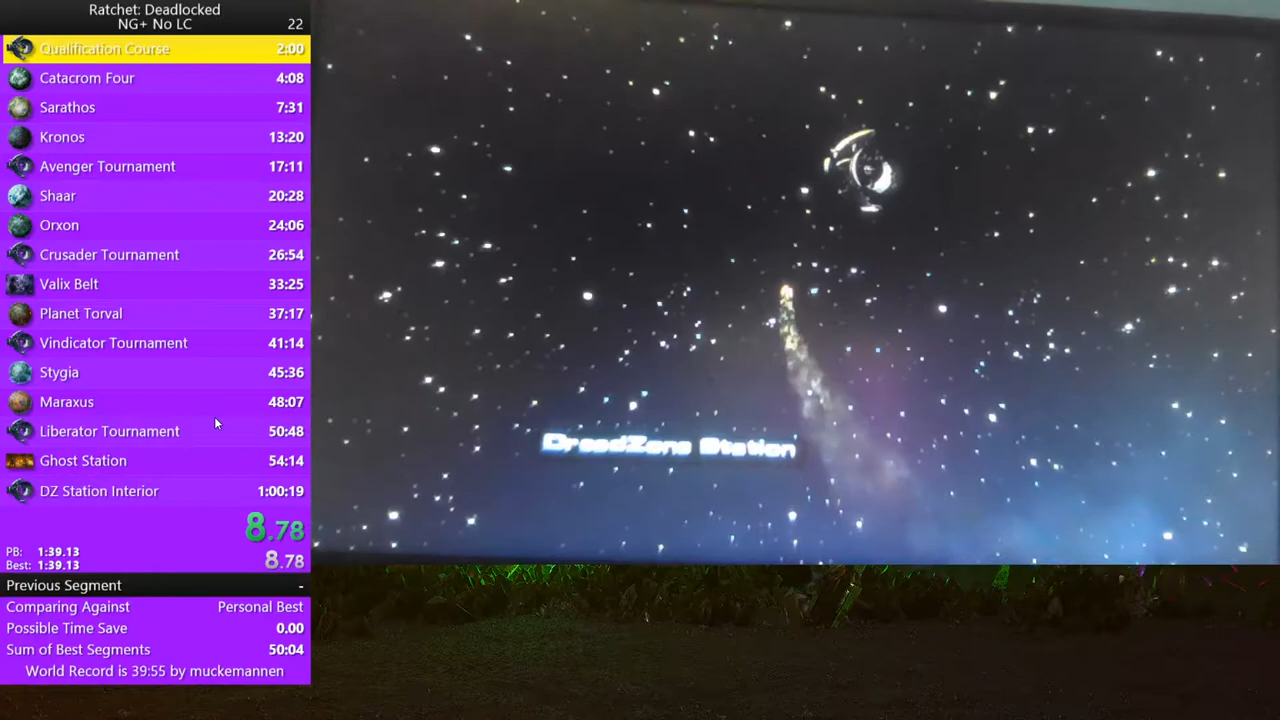 Ratchet: Deadlocked
NG+ No LC 22
Qualification Course 2:00
Catacrom Four 4:08
Sarathos 7:31
Kronos 13:20
Avenger Tournament 17:11
Shaar 20:28
Orxon 24:06
Crusader Tournament 26:54
Valix Belt 33:25
Planet Torval 37:17
Vindicator Tournament 41:14
Stygia 45:36
Maraxus 48:07
Liberator Tournament 50:48
Ghost Station 54:14
DZ Station Interior 1:00:19
8.78
PB: 1:39.13
Best: 1:39.13 8.78
Previous Segment -
Comparing Against Personal Best
Possible Time Save 0.00
Sum of Best Segments 50:04
World Record is 39:55 by muckemannen
DreadZone Station